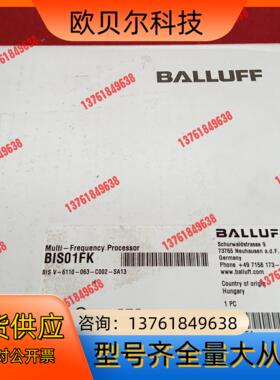 欧贝尔科技
BALLUFF
13761849638
13761849638
13761849638
Multi-Frequency Processor
BIS01FK
BIS V-6110-063-C002-SA13
BALLUFF
Schurwaldstrasse 9
73765 Neuhausen a.d.F.
Germany
Phone +49 7158 173-
www.balluff.com
Country of origin
Hungary
1 PC
咨询: 13761849638
型号齐全量大从